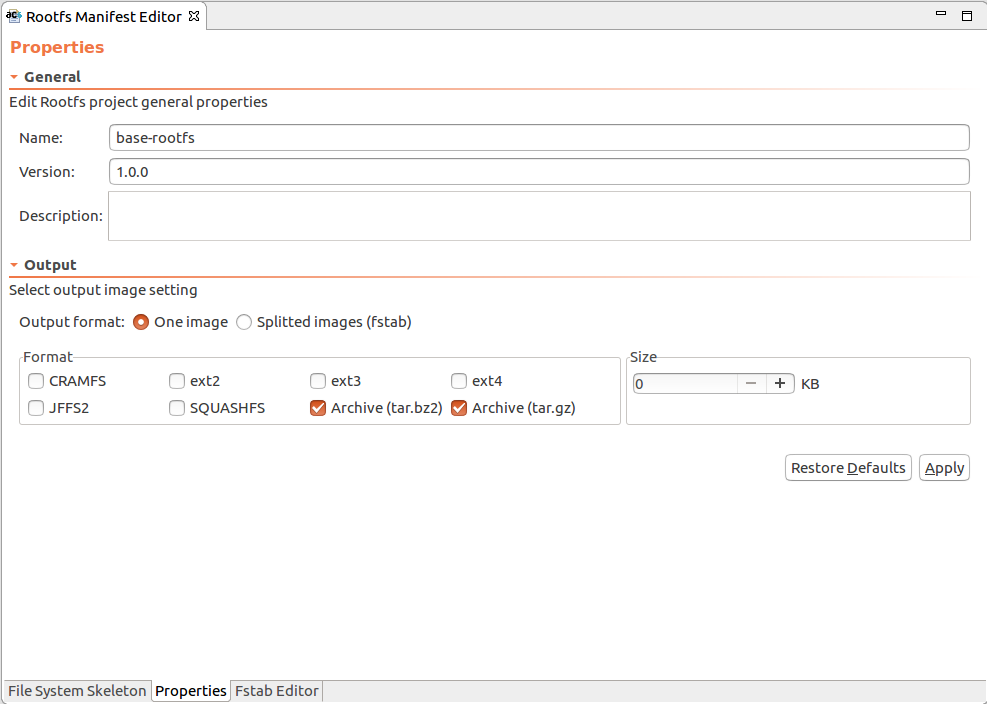 Rootfs Manifest Editor
Properties
General
Edit Rootfs project general properties
Name: base-rootfs
Version: 1.0.0
Description:
Output
Select output image setting
Output format: One image Splitted images (fstab)
Format Size
CRAMFS ext2 ext3 ext4 0 KB
JFFS2 SQUASHFS Archive (tar.bz2) Archive (tar.gz)
Restore Defaults Apply
File System Skeleton Properties Fstab Editor